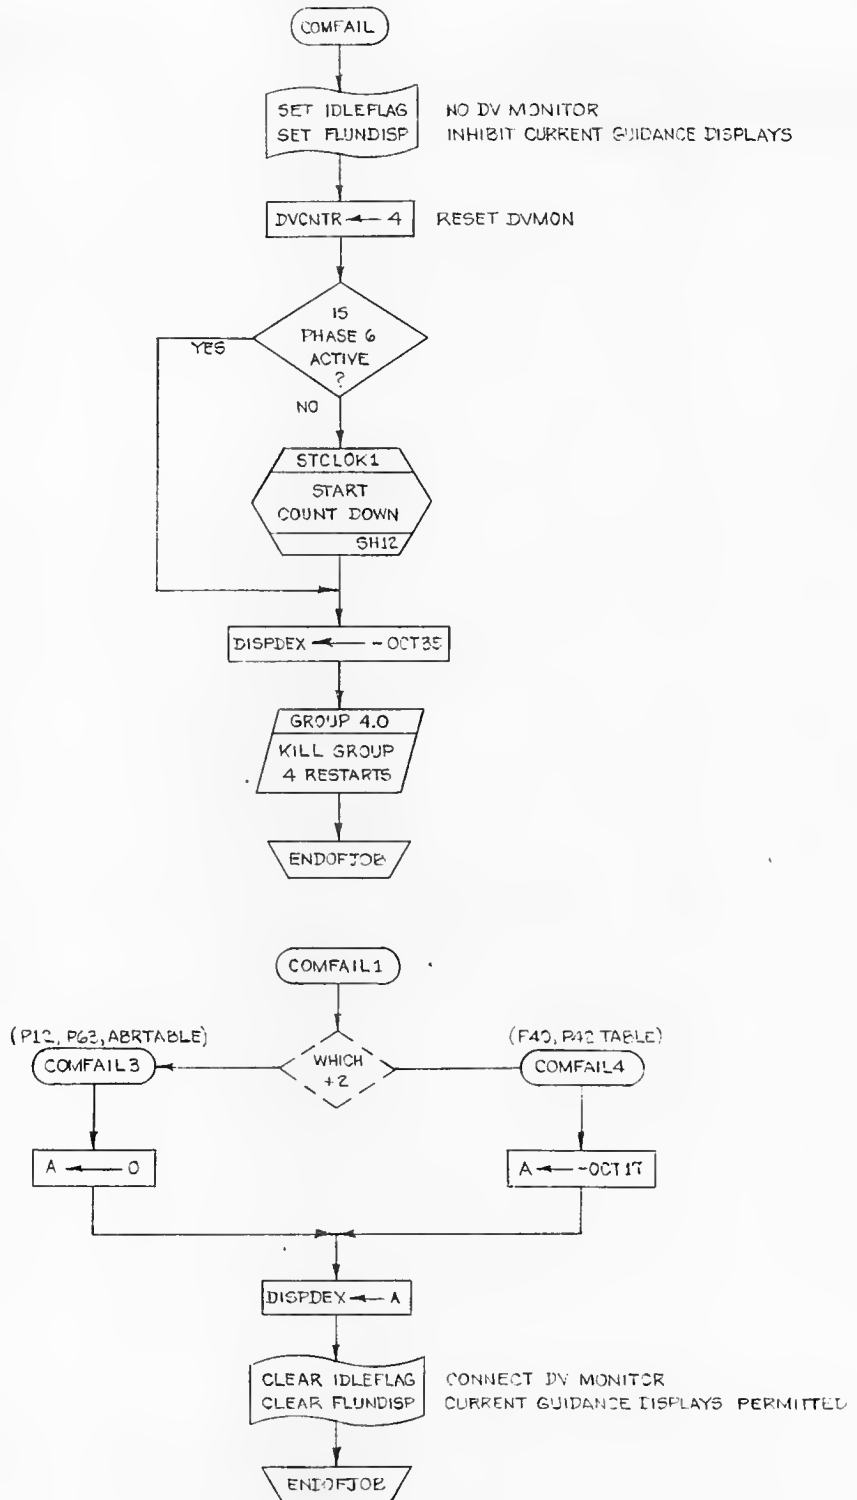 COMFAIL
SET IDLEFLAG NO DV MONITOR
SET FLUNDISP INHIBIT CURRENT GUIDANCE DISPLAYS
DVCNTR ← 4 RESET DVMON
IS
PHASE 6
ACTIVE
?
YES
NO
STCLOK1
START
COUNT DOWN
SH12
DISPDEX ← -OCT35
GROUP 4.0
KILL GROUP
4 RESTARTS
ENDOFJOB
COMFAIL1
(P12, P63, ABRTABLE)
(P40, P42 TABLE)
COMFAIL3
WHICH
+2
COMFAIL4
A ← 0
A ← -OCT17
DISPDEX ← A
CLEAR IDLEFLAG CONNECT DV MONITOR
CLEAR FLUNDISP CURRENT GUIDANCE DISPLAYS PERMITTED
ENDOFJOB